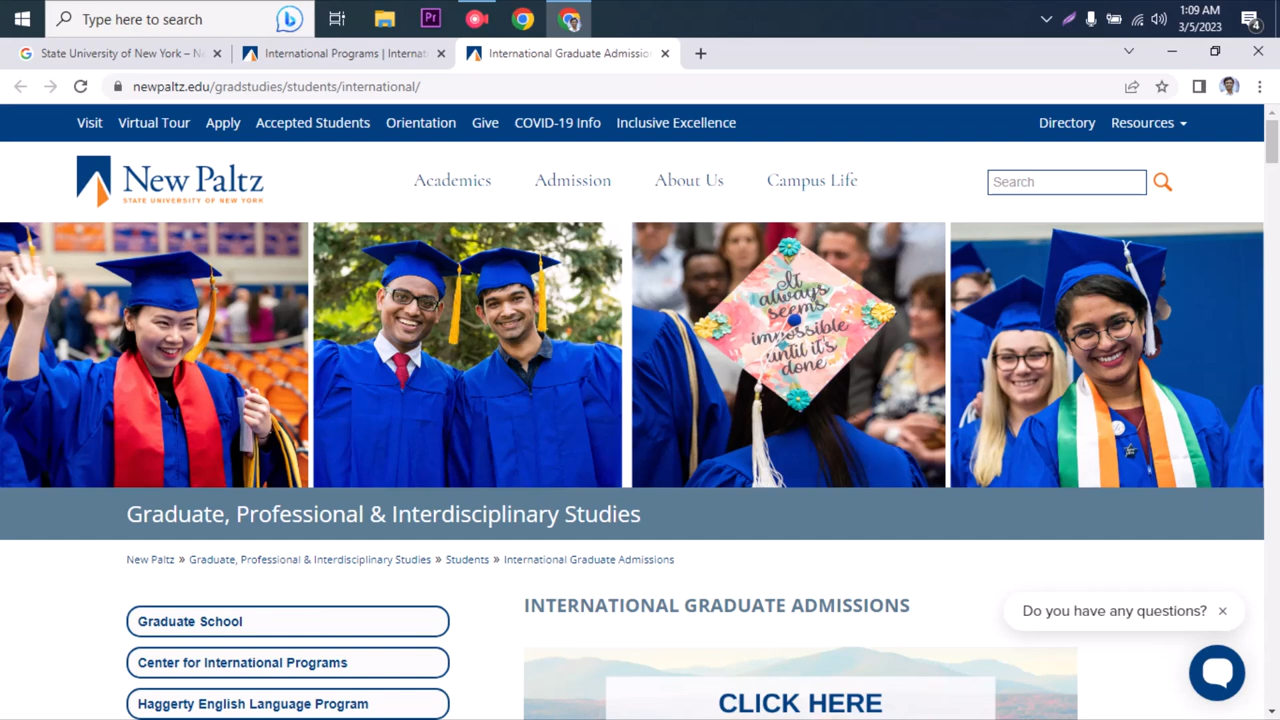 Type here to search
1:09 AM
3/5/2023
4
State University of New York – Ne
International Programs | Internat
International Graduate Admission
newpaltz.edu/gradstudies/students/international/
Visit Virtual Tour Apply Accepted Students Orientation Give COVID-19 Info Inclusive Excellence Directory Resources
New Paltz
STATE UNIVERSITY OF NEW YORK
Academics Admission About Us Campus Life
Search
It
always
seems
impossible
until it's
done
Graduate, Professional & Interdisciplinary Studies
New Paltz » Graduate, Professional & Interdisciplinary Studies » Students » International Graduate Admissions
Graduate School
Center for International Programs
Haggerty English Language Program
INTERNATIONAL GRADUATE ADMISSIONS
CLICK HERE
Do you have any questions? ×